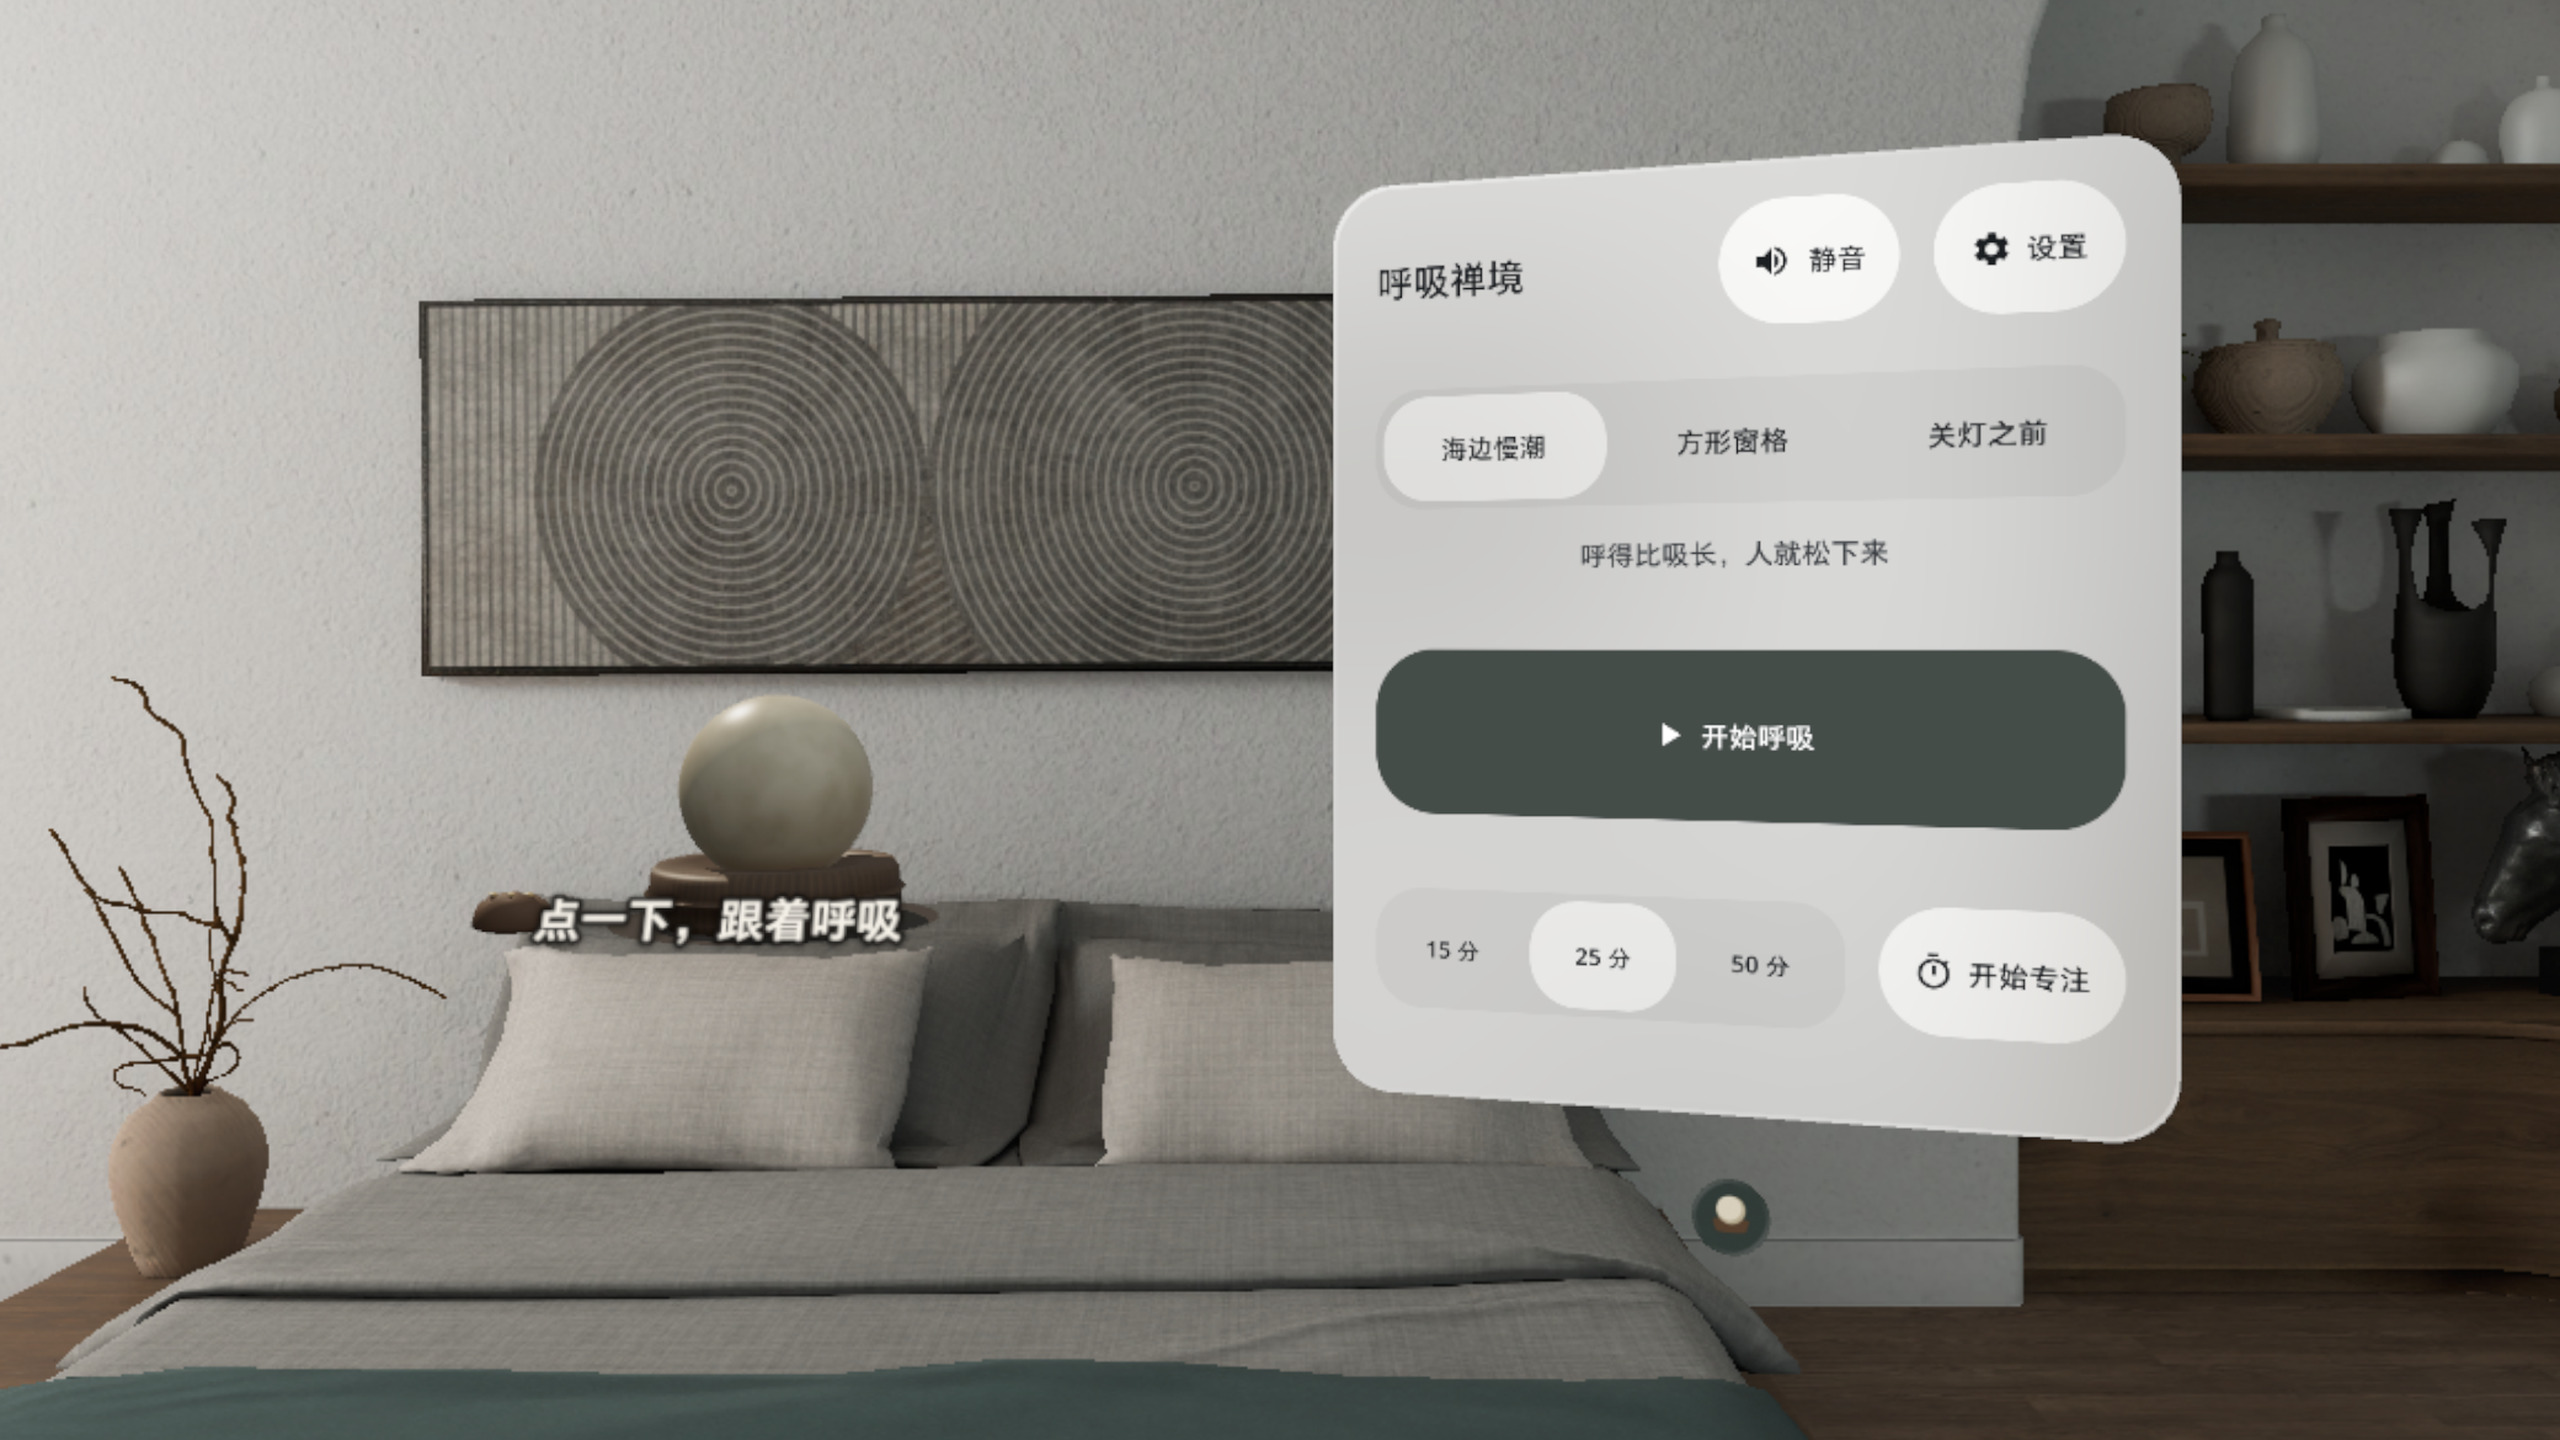 呼吸禅境
静音
设置
海边慢潮
方形窗格
关灯之前
呼得比吸长，人就松下来
开始呼吸
15 分
25 分
50 分
开始专注
点一下，跟着呼吸